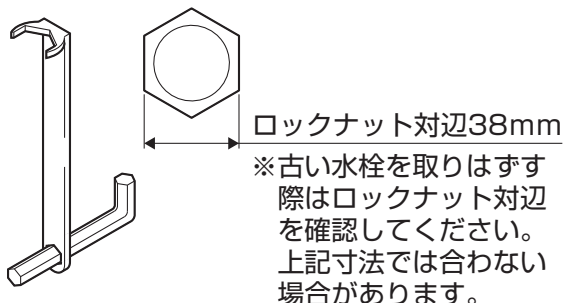 ロックナット対辺38mm
※古い水栓を取りはずす
際はロックナット対辺
を確認してください。
上記寸法では合わない
場合があります。